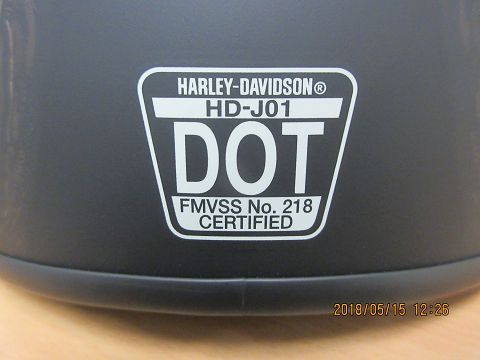 HARLEY-DAVIDSON®
HD-J01
DOT
FMVSS No. 218
CERTIFIED
2018/05/15 12:26